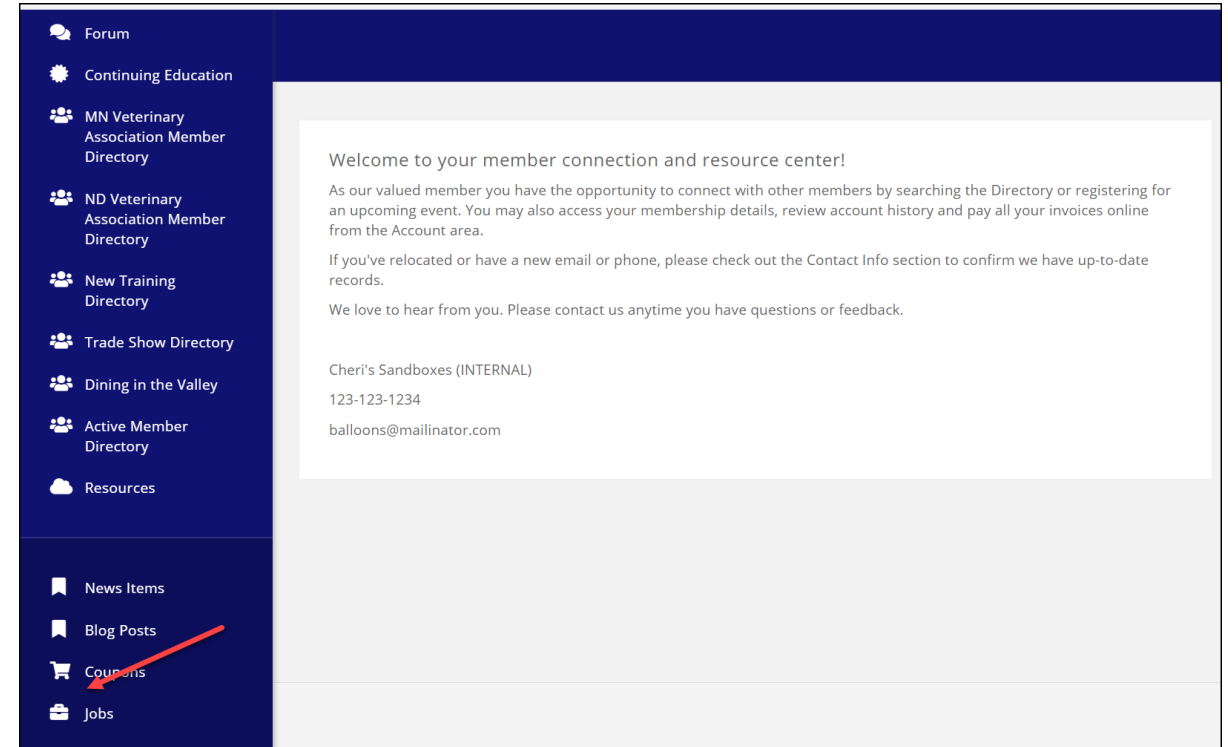 Forum
Continuing Education
MN Veterinary
Association Member
Directory
ND Veterinary
Association Member
Directory
New Training
Directory
Trade Show Directory
Dining in the Valley
Active Member
Directory
Resources
News Items
Blog Posts
Coupons
Jobs
Welcome to your member connection and resource center!
As our valued member you have the opportunity to connect with other members by searching the Directory or registering for
an upcoming event. You may also access your membership details, review account history and pay all your invoices online
from the Account area.
If you've relocated or have a new email or phone, please check out the Contact Info section to confirm we have up-to-date
records.
We love to hear from you. Please contact us anytime you have questions or feedback.
Cheri's Sandboxes (INTERNAL)
123-123-1234
balloons@mailinator.com